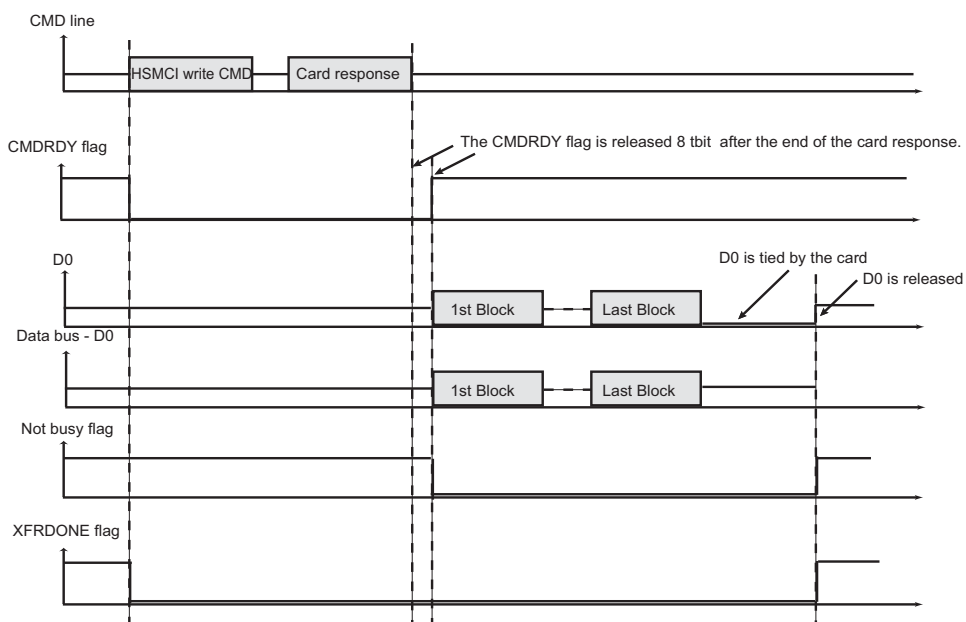 CMD line
HSMCI write CMD
Card response
The CMDRDY flag is released 8 tbit after the end of the card response.
CMDRDY flag
D0 is tied by the card
D0
D0 is released
1st Block
Last Block
Data bus - D0
1st Block
Last Block
Not busy flag
XFRDONE flag